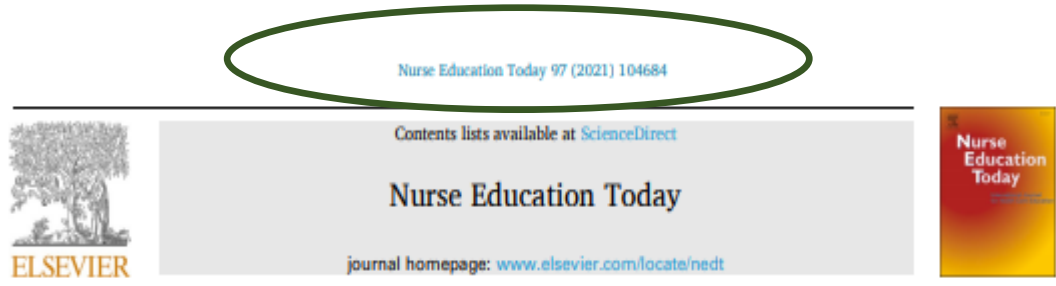 Nurse Education Today 97 (2021) 104684
Contents lists available at ScienceDirect
Nurse Education Today
journal homepage: www.elsevier.com/locate/nedt
ELSEVIER
Nurse
Education
Today